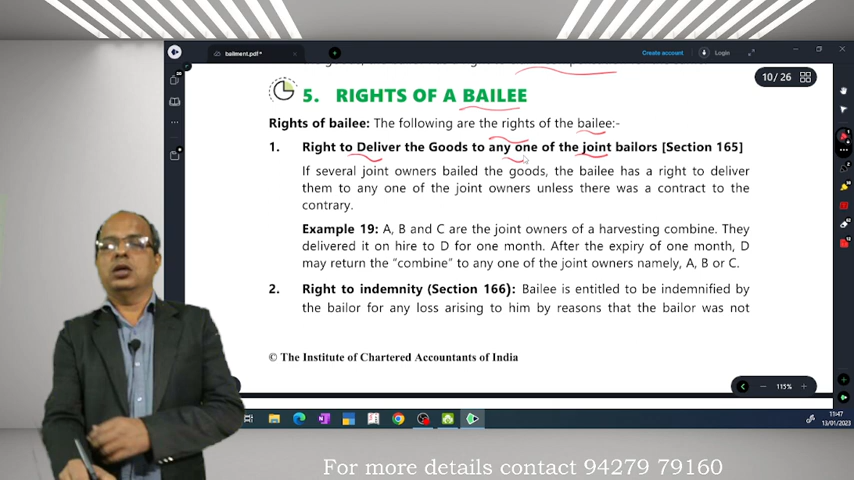 bailment.pdf*
Create account
Login
10 / 26
5. RIGHTS OF A BAILEE
Rights of bailee: The following are the rights of the bailee:-
1. Right to Deliver the Goods to any one of the joint bailors [Section 165]
If several joint owners bailed the goods, the bailee has a right to deliver
them to any one of the joint owners unless there was a contract to the
contrary.
Example 19: A, B and C are the joint owners of a harvesting combine. They
delivered it on hire to D for one month. After the expiry of one month, D
may return the “combine” to any one of the joint owners namely, A, B or C.
2. Right to indemnity (Section 166): Bailee is entitled to be indemnified by
the bailor for any loss arising to him by reasons that the bailor was not
© The Institute of Chartered Accountants of India
115%
11:47
13/01/2023
For more details contact 94279 79160